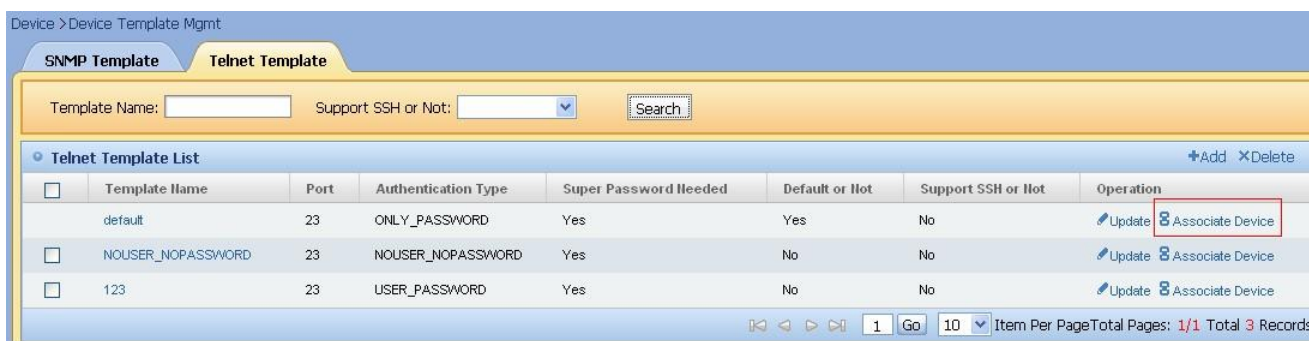 Device >Device Template Mgmt
SNMP Template Telnet Template
Template Name: Support SSH or Not: Search
Telnet Template List +Add ×Delete
Template Name Port Authentication Type Super Password Needed Default or Not Support SSH or Not Operation
default 23 ONLY_PASSWORD Yes Yes No Update Associate Device
NOUSER_NOPASSWORD 23 NOUSER_NOPASSWORD Yes No No Update Associate Device
123 23 USER_PASSWORD Yes No No Update Associate Device
1 Go 10 Item Per PageTotal Pages: 1/1 Total 3 Records